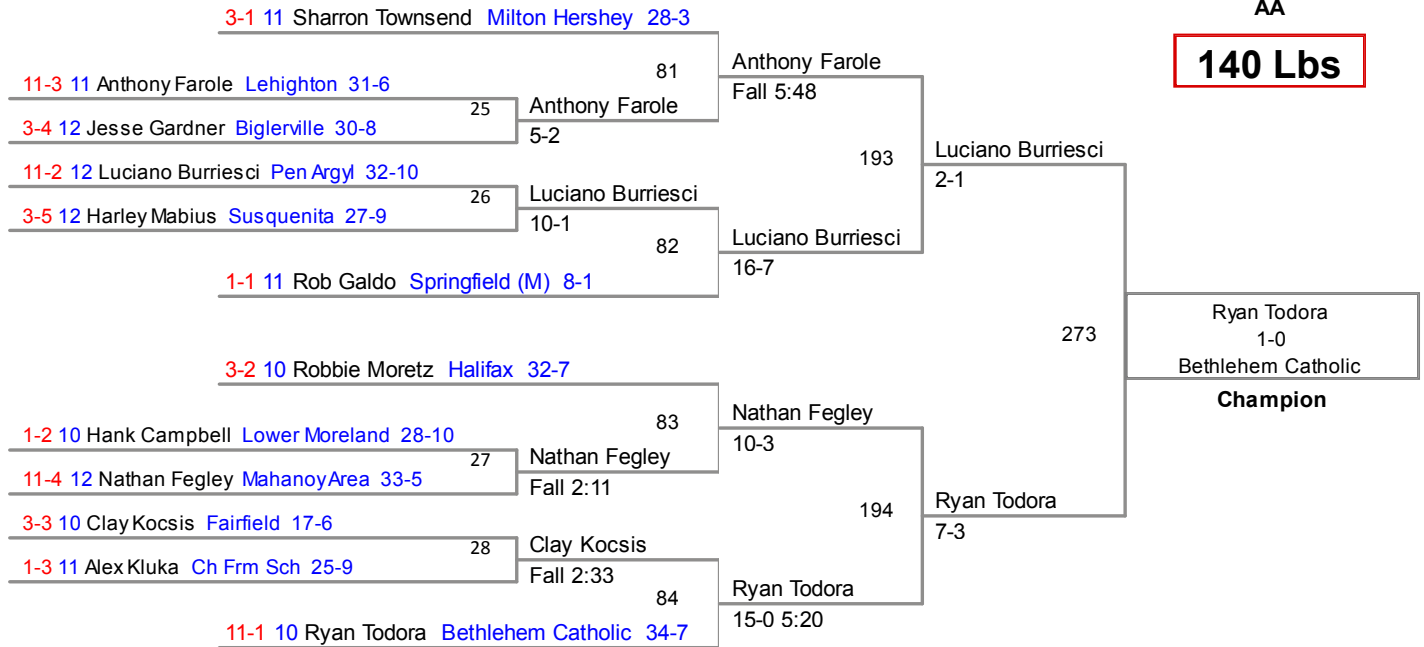 AA
140 Lbs
3-1 11 Sharron Townsend Milton Hershey 28-3
81
Anthony Farole
Fall 5:48
11-3 11 Anthony Farole Lehighton 31-6
25
Anthony Farole
5-2
3-4 12 Jesse Gardner Biglerville 30-8
193
Luciano Burriesci
2-1
11-2 12 Luciano Burriesci Pen Argyl 32-10
26
Luciano Burriesci
10-1
3-5 12 Harley Mabius Susquenita 27-9
82
Luciano Burriesci
16-7
1-1 11 Rob Galdo Springfield (M) 8-1
273
Ryan Todora
1-0
Bethlehem Catholic
Champion
3-2 10 Robbie Moretz Halifax 32-7
83
Nathan Fegley
10-3
1-2 10 Hank Campbell Lower Moreland 28-10
27
Nathan Fegley
Fall 2:11
11-4 12 Nathan Fegley Mahanoy Area 33-5
194
Ryan Todora
7-3
3-3 10 Clay Kocsis Fairfield 17-6
28
Clay Kocsis
Fall 2:33
1-3 11 Alex Kluka Ch Frm Sch 25-9
84
Ryan Todora
15-0 5:20
11-1 10 Ryan Todora Bethlehem Catholic 34-7